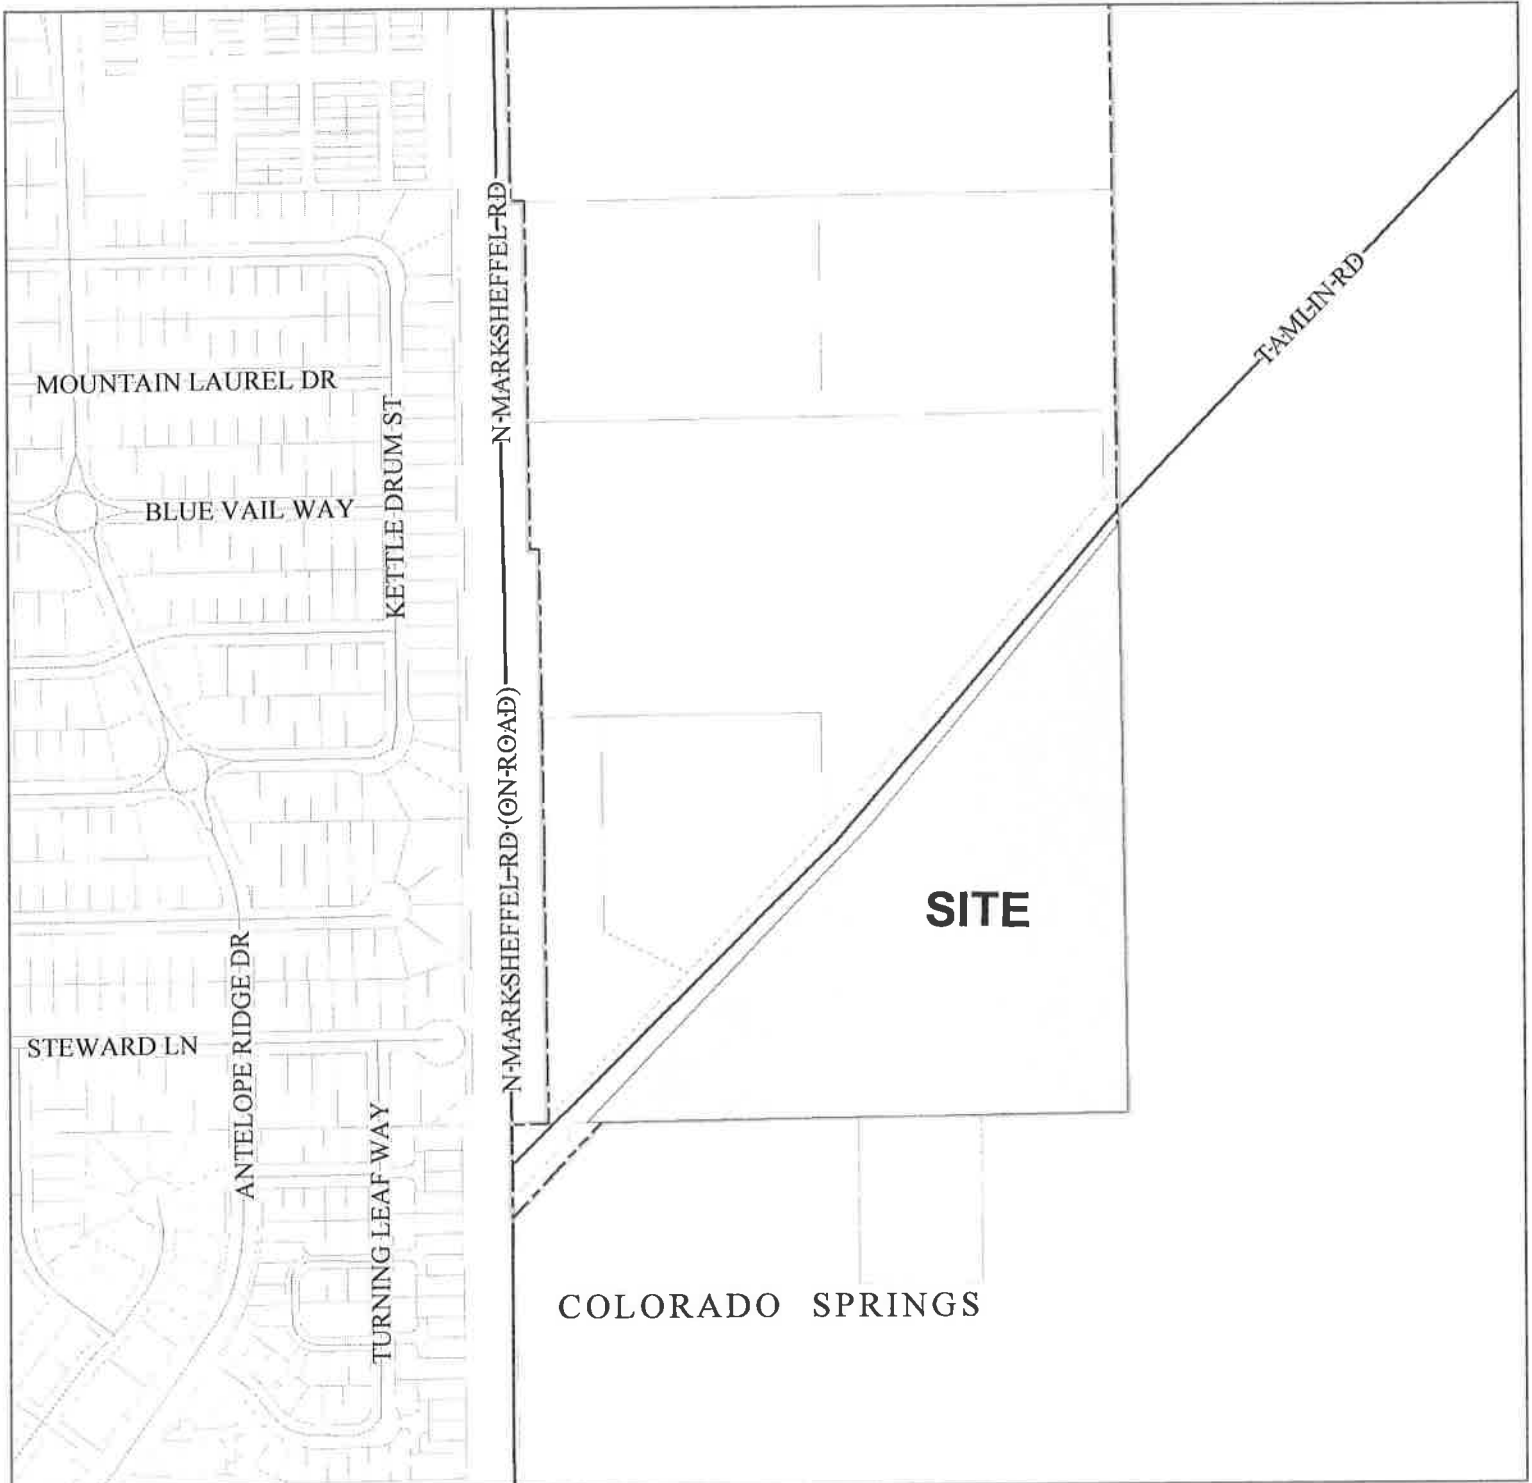 N MARKSHEFFEL RD
TAMLIN RD
MOUNTAIN LAUREL DR
KETTLE DRUM ST
BLUE VAIL WAY
N MARKSHEFFEL RD (ON ROAD)
SITE
ANTELOPE RIDGE DR
STEWARD LN
TURNING LEAF WAY
COLORADO SPRINGS